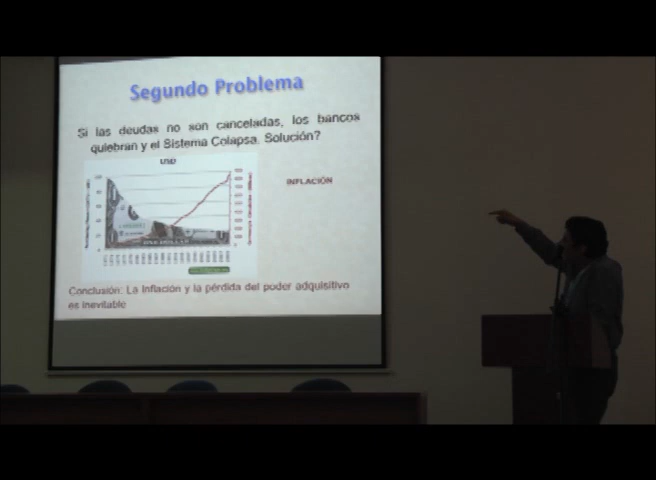 Segundo Problema
Si las deudas no son canceladas, los bancos
quiebran y el Sistema Colapsa. Solución?
USD
INFLACIÓN
Conclusión: La Inflación y la pérdida del poder adquisitivo
es inevitable